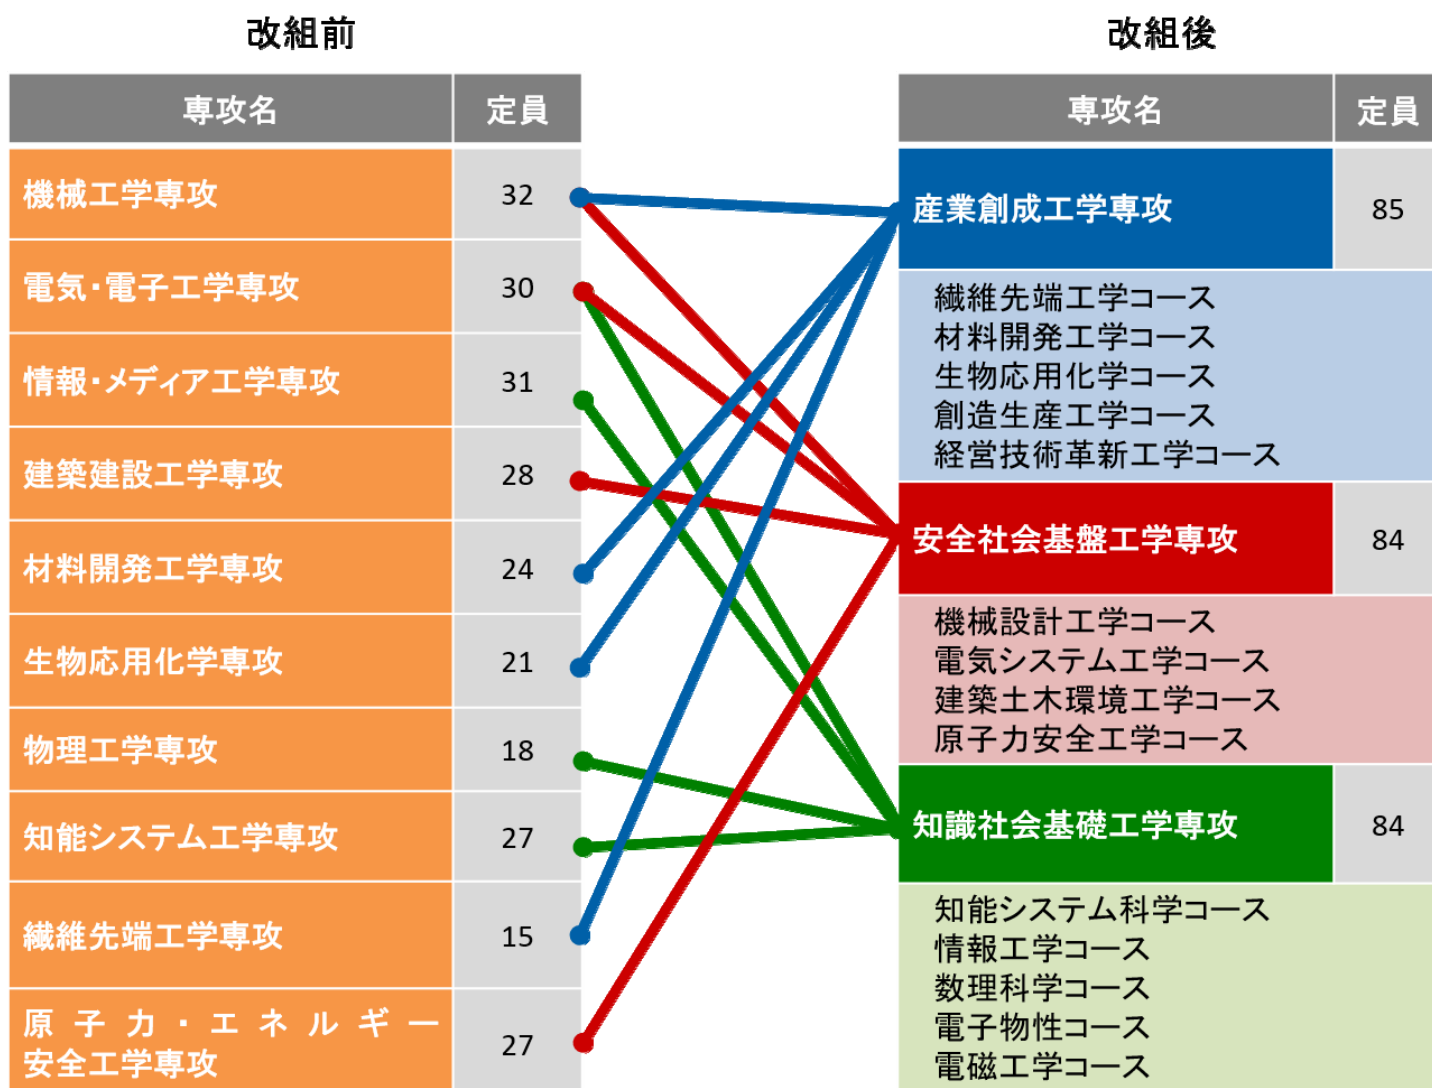 改組前
専攻名 定員
機械工学専攻 32
電気・電子工学専攻 30
情報・メディア工学専攻 31
建築建設工学専攻 28
材料開発工学専攻 24
生物応用化学専攻 21
物理工学専攻 18
知能システム工学専攻 27
繊維先端工学専攻 15
原子力・エネルギー
安全工学専攻 27
改組後
専攻名 定員
産業創成工学専攻 85
繊維先端工学コース
材料開発工学コース
生物応用化学コース
創造生産工学コース
経営技術革新工学コース
安全社会基盤工学専攻 84
機械設計工学コース
電気システム工学コース
建築土木環境工学コース
原子力安全工学コース
知識社会基礎工学専攻 84
知能システム科学コース
情報工学コース
数理科学コース
電子物性コース
電磁工学コース